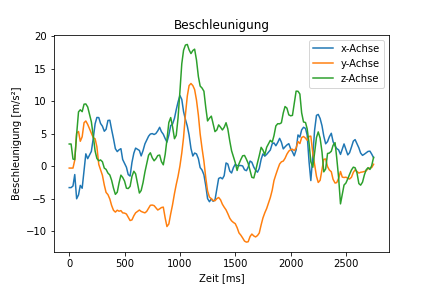 Beschleunigung
Beschleunigung [m/s²]
20
15
10
5
0
−5
−10
x-Achse
y-Achse
z-Achse
0
500
1000
1500
2000
2500
Zeit [ms]